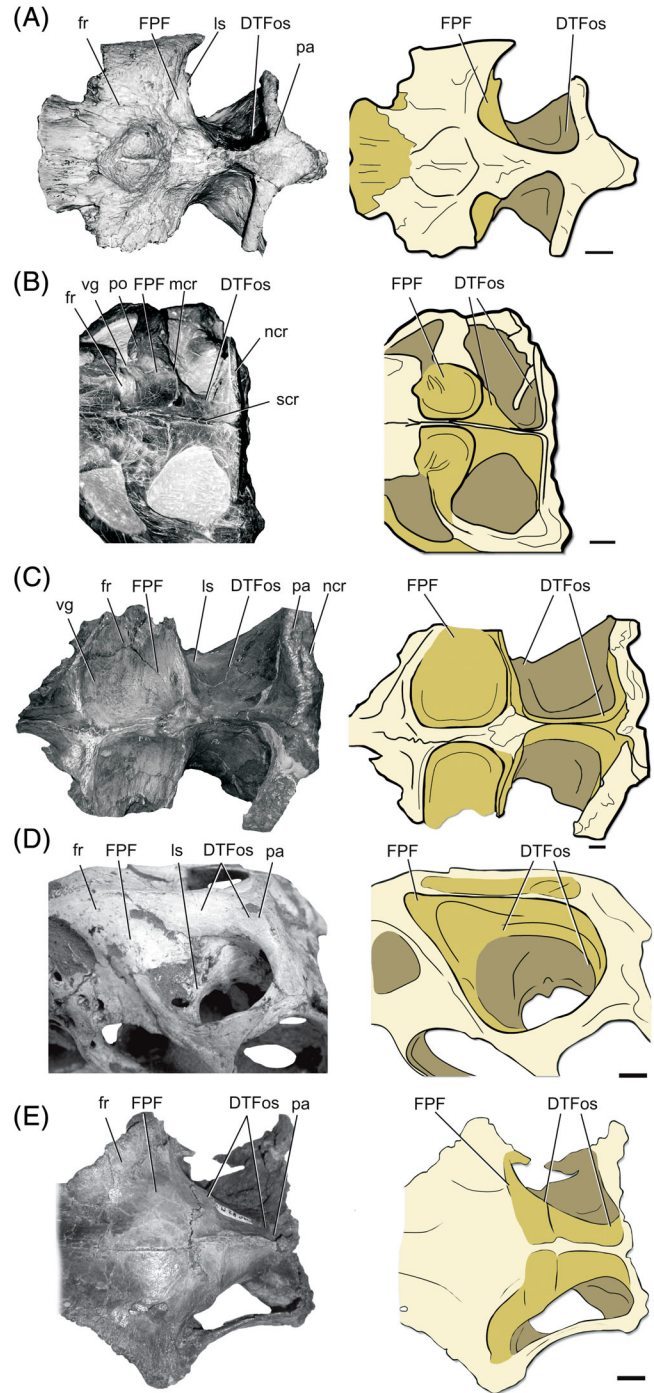 (A)
fr FPF ls DTFos pa FPF DTFos
(B)
vg po FPF mcr DTFos
fr ncr
scr
FPF DTFos
(C)
vg fr FPF ls DTFos pa ncr FPF DTFos
(D)
fr FPF ls DTFos pa FPF DTFos
(E)
fr FPF DTFos pa FPF DTFos